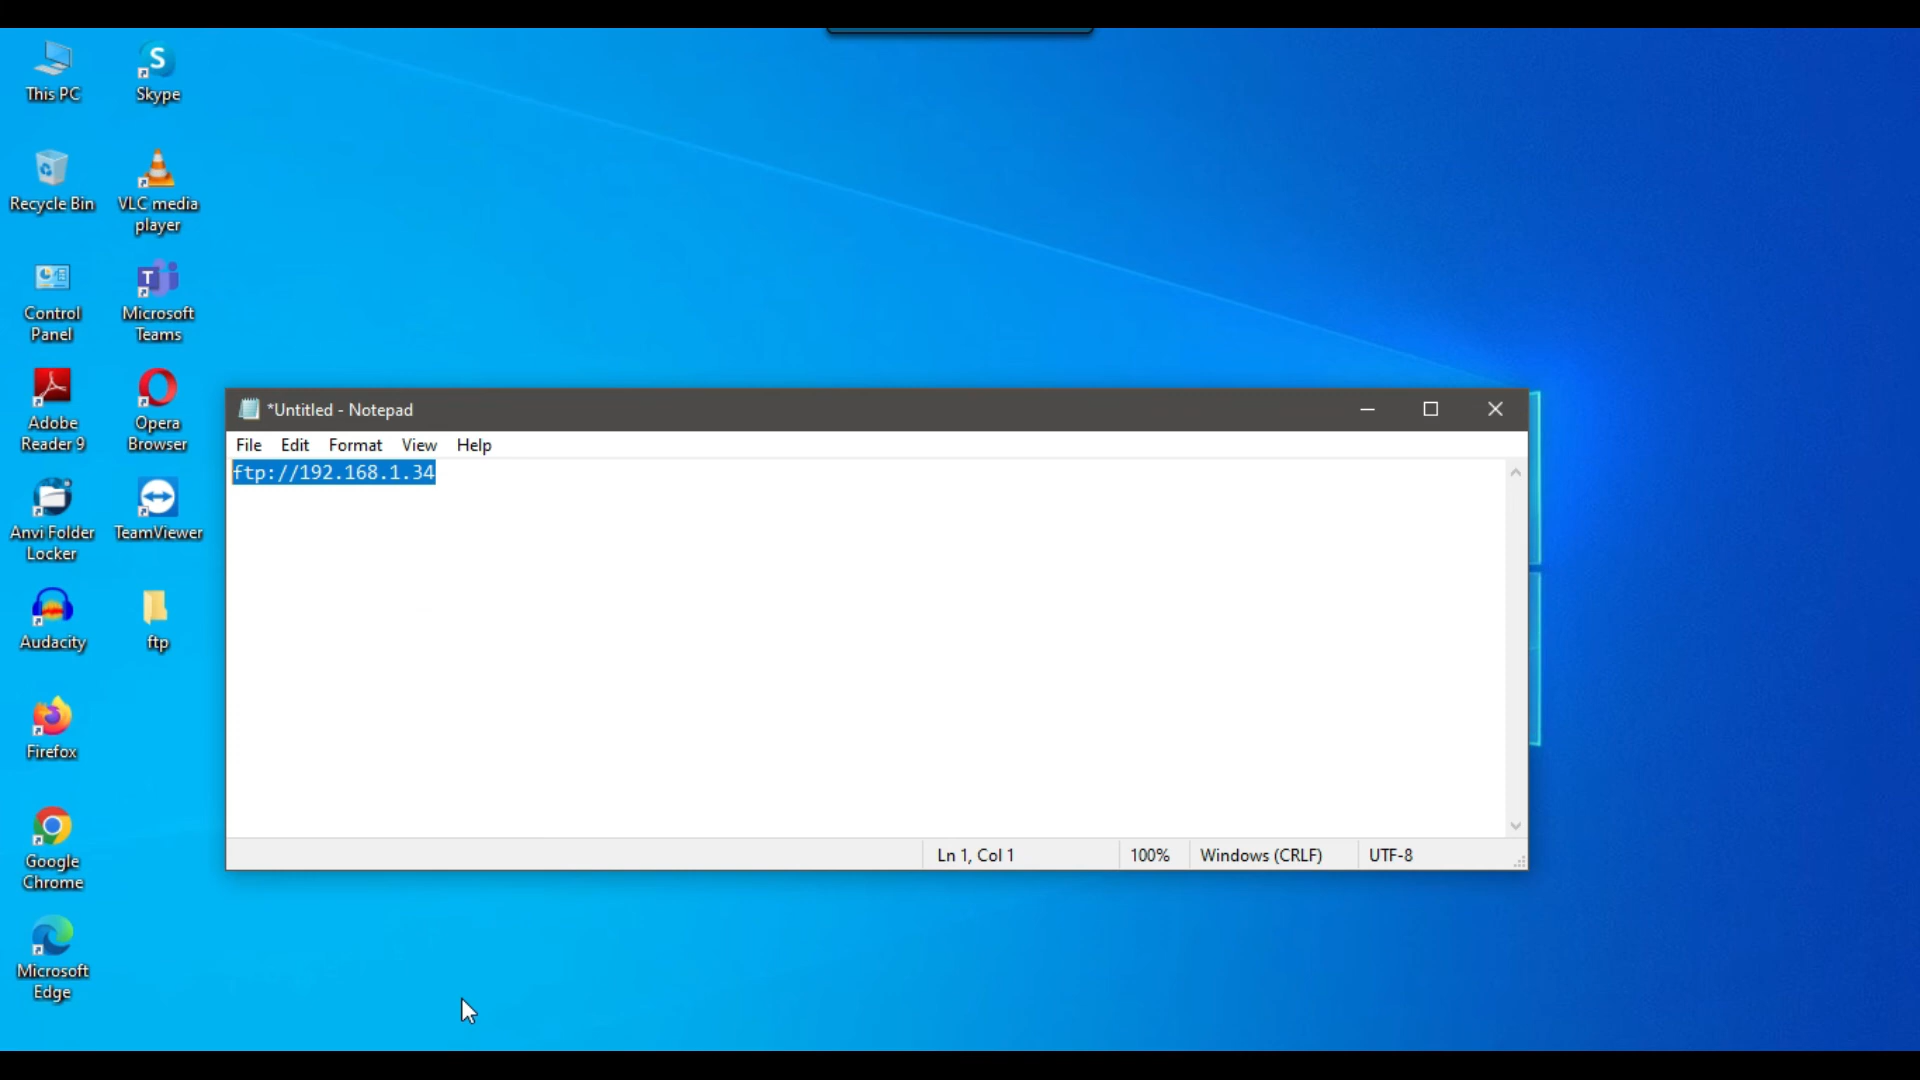 This PC
Skype
Recycle Bin
VLC media
player
Control
Panel
Microsoft
Teams
Adobe
Reader 9
Opera
Browser
Anvi Folder
Locker
TeamViewer
Audacity
ftp
Firefox
Google
Chrome
Microsoft
Edge
*Untitled - Notepad
File Edit Format View Help
ftp://192.168.1.34
Ln 1, Col 1 100% Windows (CRLF) UTF-8